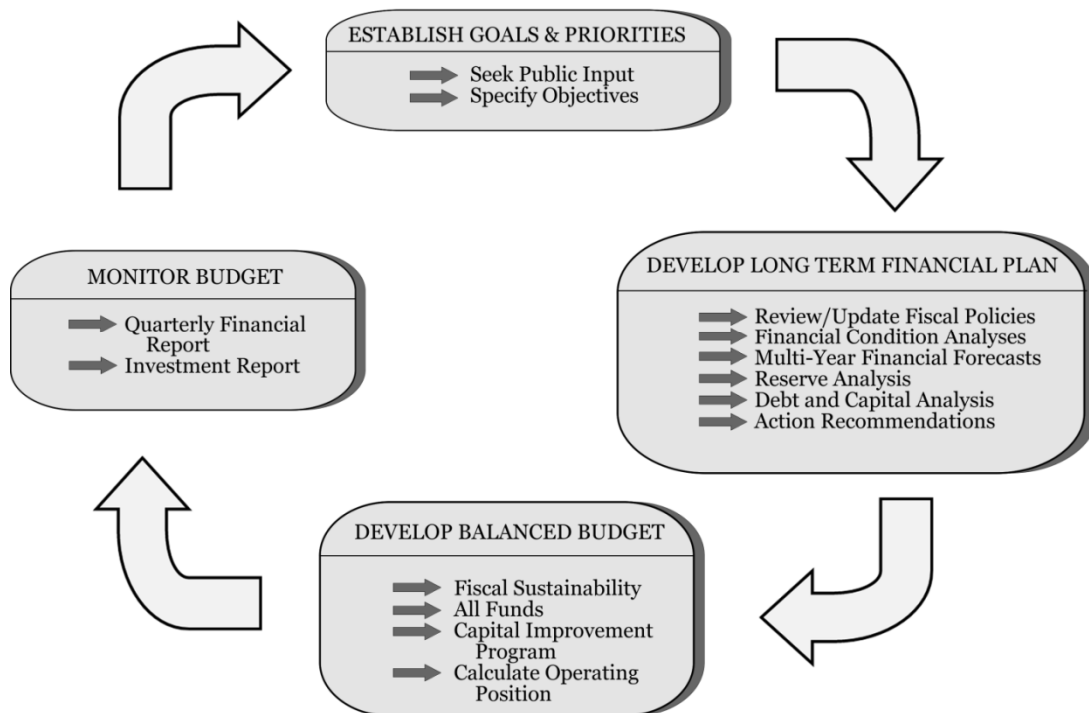 ESTABLISH GOALS & PRIORITIES
Seek Public Input
Specify Objectives
DEVELOP LONG TERM FINANCIAL PLAN
Review/Update Fiscal Policies
Financial Condition Analyses
Multi-Year Financial Forecasts
Reserve Analysis
Debt and Capital Analysis
Action Recommendations
DEVELOP BALANCED BUDGET
Fiscal Sustainability
All Funds
Capital Improvement
Program
Calculate Operating
Position
MONITOR BUDGET
Quarterly Financial
Report
Investment Report